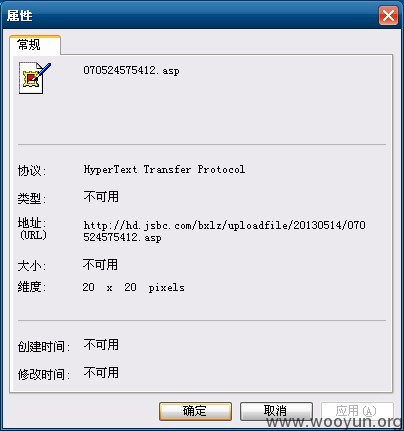 属性
常规
070524575412.asp
协议: HyperText Transfer Protocol
类型: 不可用
地址: http://hd.jsbc.com/bxlz/uploadfile/20130514/070
(URL) 524575412.asp
大小: 不可用
维度: 20 x 20 pixels
创建时间: 不可用
修改时间: 不可用
确定 取消 应用(A)
www.wooyun.org